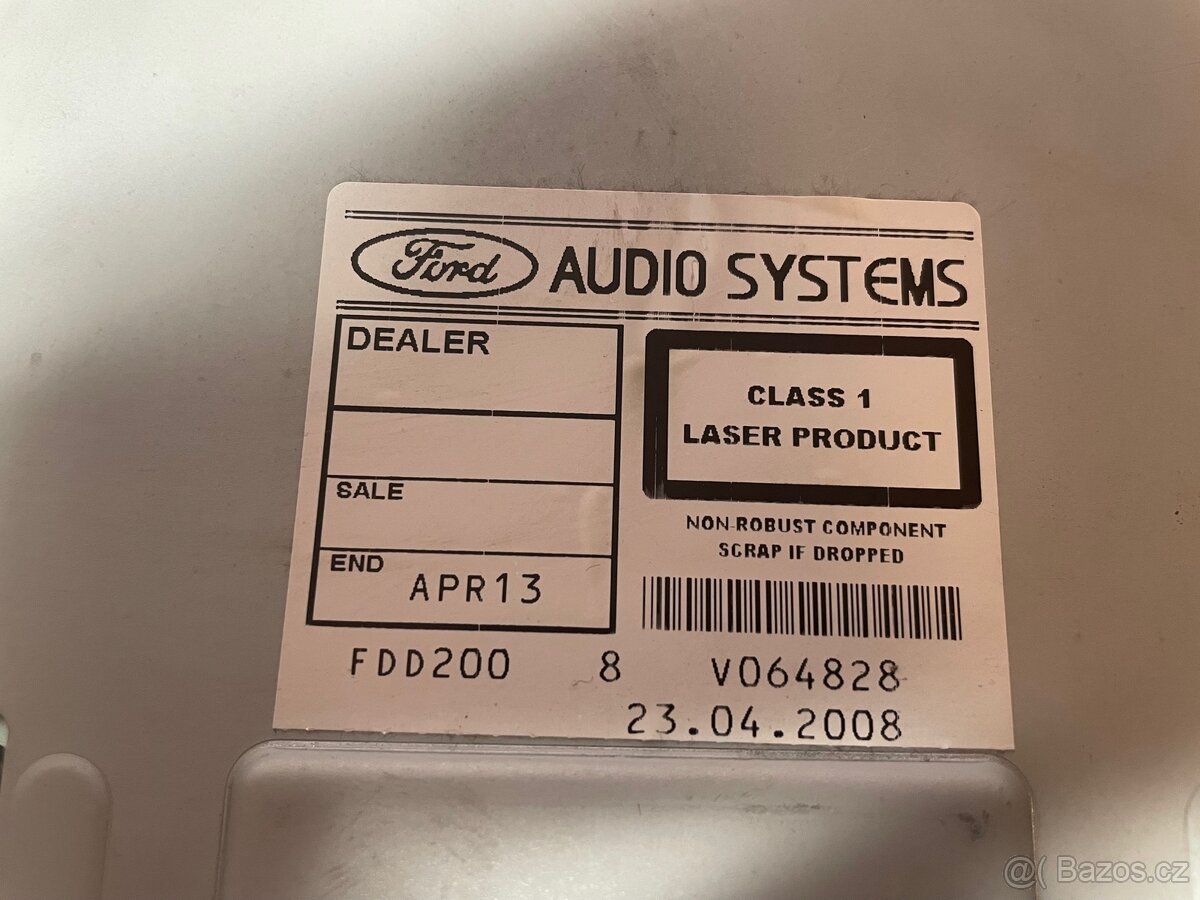 Ford AUDIO SYSTEMS
DEALER
CLASS 1
LASER PRODUCT
SALE
NON-ROBUST COMPONENT
SCRAP IF DROPPED
END APR13
FDD200 8 V064828
23.04.2008
@( Bazos.cz